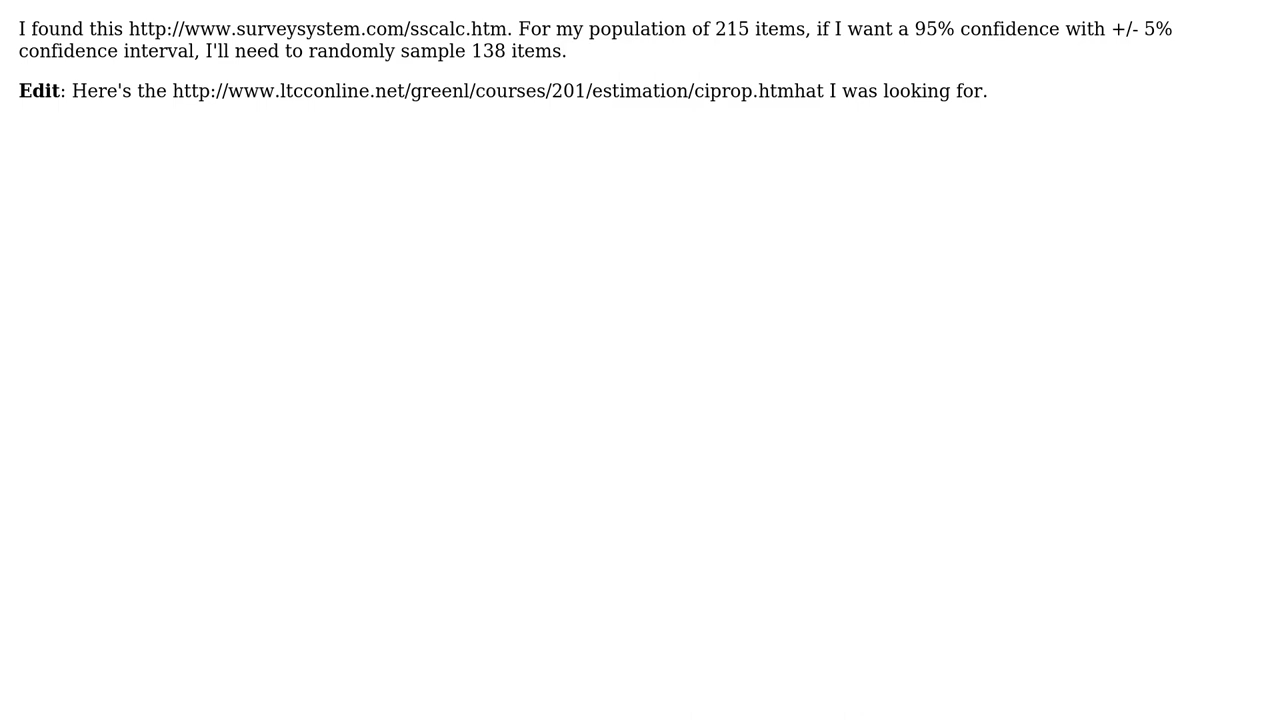 I found this http://www.surveysystem.com/sscalc.htm. For my population of 215 items, if I want a 95% confidence with +/- 5%
confidence interval, I'll need to randomly sample 138 items.
Edit: Here's the http://www.ltcconline.net/greenl/courses/201/estimation/ciprop.htmhat I was looking for.